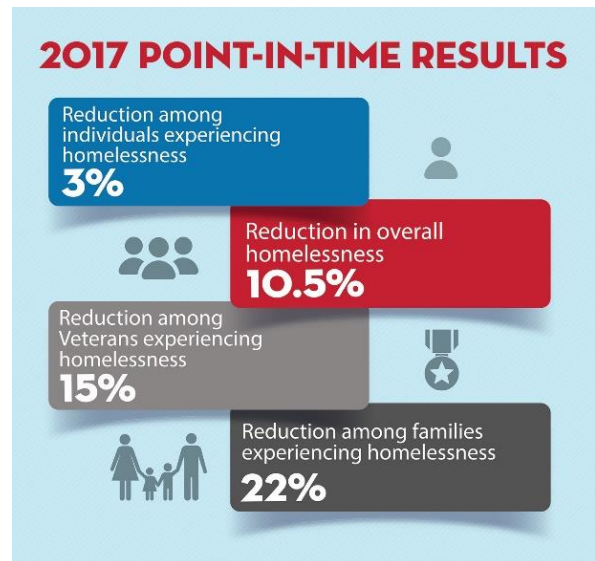 2017 POINT-IN-TIME RESULTS
Reduction among
individuals experiencing
homelessness
3%
Reduction in overall
homelessness
10.5%
Reduction among
Veterans experiencing
homelessness
15%
Reduction among families
experiencing homelessness
22%